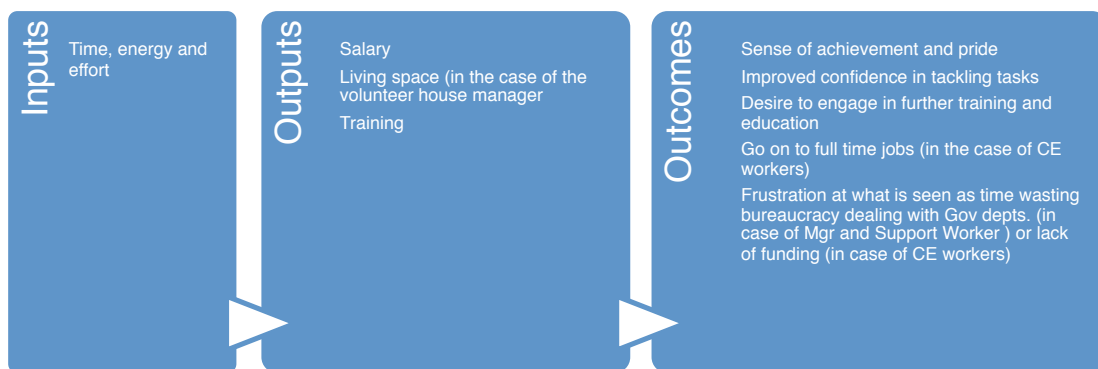 Inputs
Time, energy and
effort
Outputs
Salary
Living space (in the case of the
volunteer house manager
Training
Outcomes
Sense of achievement and pride
Improved confidence in tackling tasks
Desire to engage in further training and
education
Go on to full time jobs (in the case of CE
workers)
Frustration at what is seen as time wasting
bureaucracy dealing with Gov depts. (in
case of Mgr and Support Worker ) or lack
of funding (in case of CE workers)